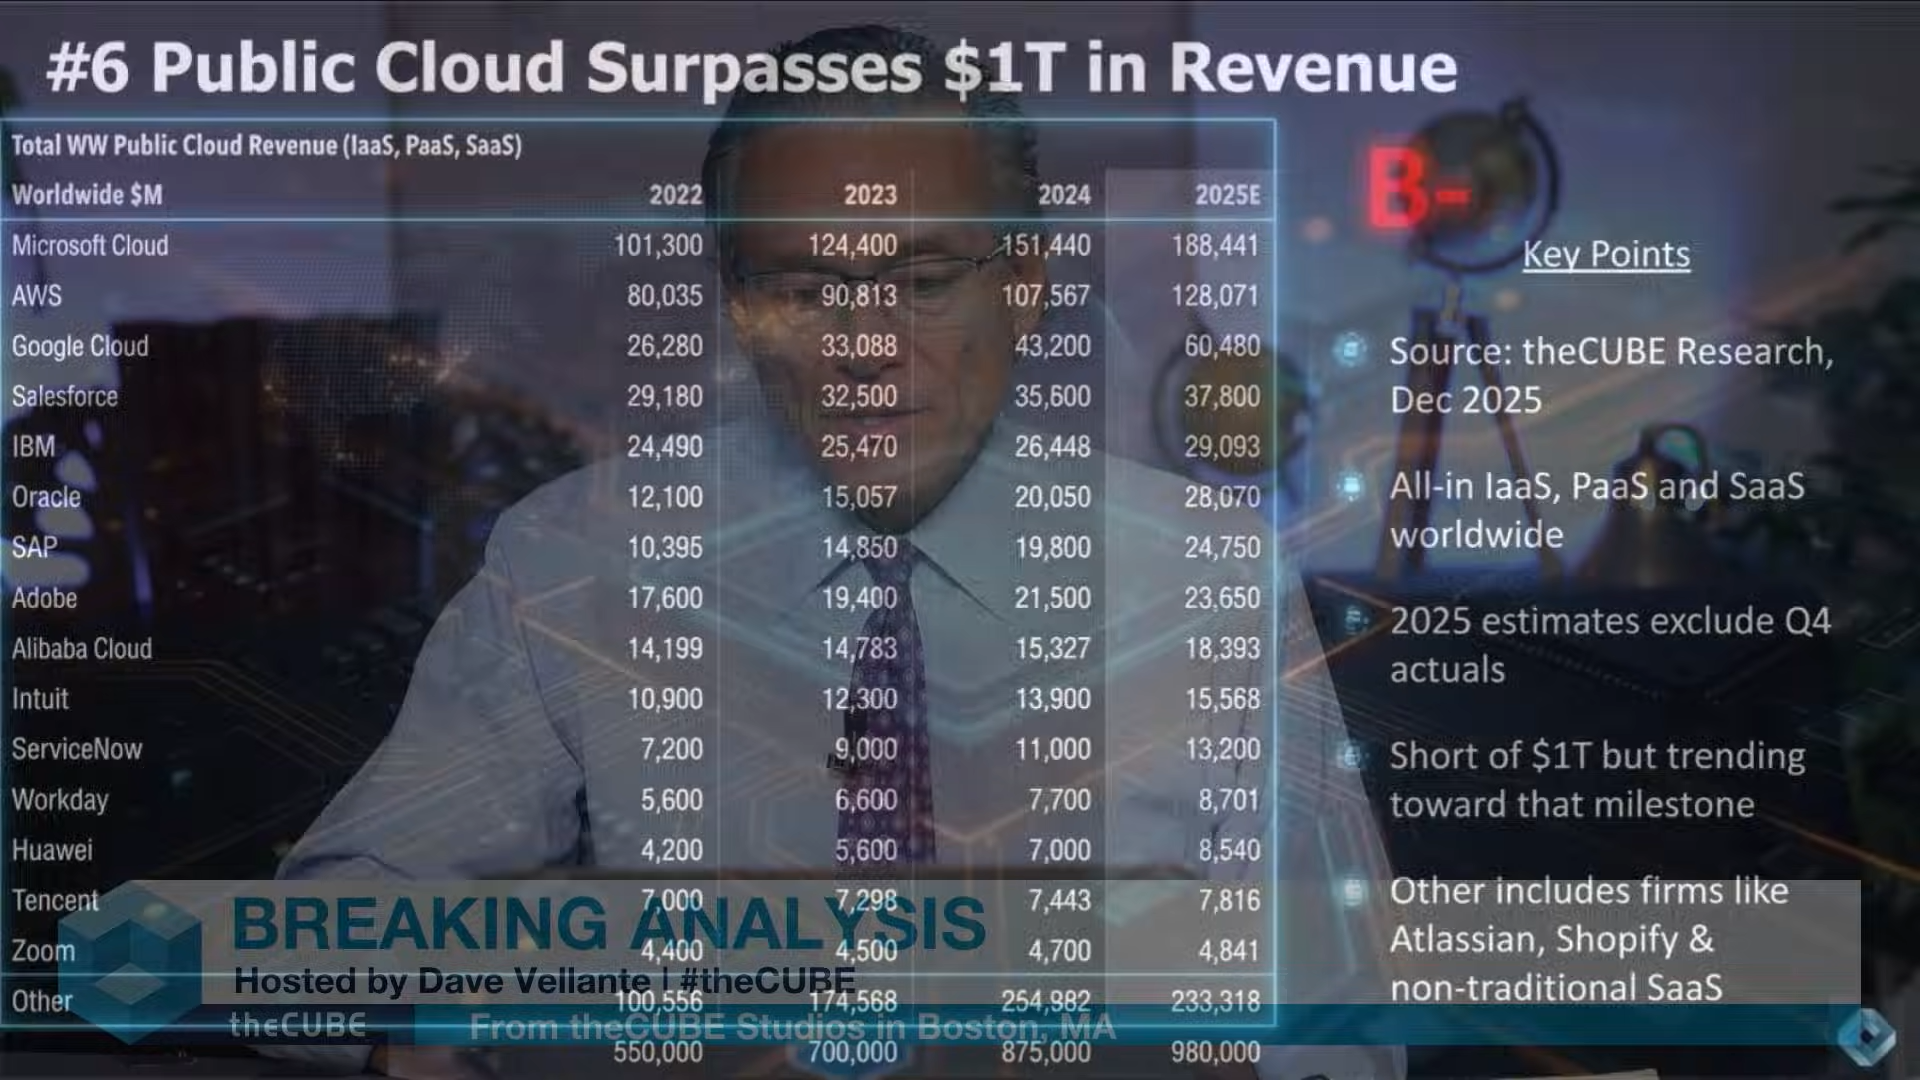 #6 Public Cloud Surpasses $1T in Revenue
Total WW Public Cloud Revenue (IaaS, PaaS, SaaS)
Worldwide $M 2022 2023 2024 2025E
Microsoft Cloud 101,300 124,400 151,440 188,441
AWS 80,035 90,813 107,567 128,071
Google Cloud 26,280 33,088 43,200 60,480
Salesforce 29,180 32,500 35,600 37,800
IBM 24,490 25,470 26,448 29,093
Oracle 12,100 15,057 20,050 28,070
SAP 10,395 14,850 19,800 24,750
Adobe 17,600 19,400 21,500 23,650
Alibaba Cloud 14,199 14,783 15,327 18,393
Intuit 10,900 12,300 13,900 15,568
ServiceNow 7,200 9,000 11,000 13,200
Workday 5,600 6,600 7,700 8,701
Huawei 4,200 5,600 7,000 8,540
Tencent 7,000 7,298 7,443 7,816
Zoom 4,400 4,500 4,700 4,841
Other 100,556 174,568 254,982 233,318
550,000 700,000 875,000 980,000
B-
Key Points
Source: theCUBE Research,
Dec 2025
All-in IaaS, PaaS and SaaS
worldwide
2025 estimates exclude Q4
actuals
Short of $1T but trending
toward that milestone
Other includes firms like
Atlassian, Shopify &
non-traditional SaaS
BREAKING ANALYSIS
Hosted by Dave Vellante | #theCUBE
theCUBE
From theCUBE Studios in Boston, MA